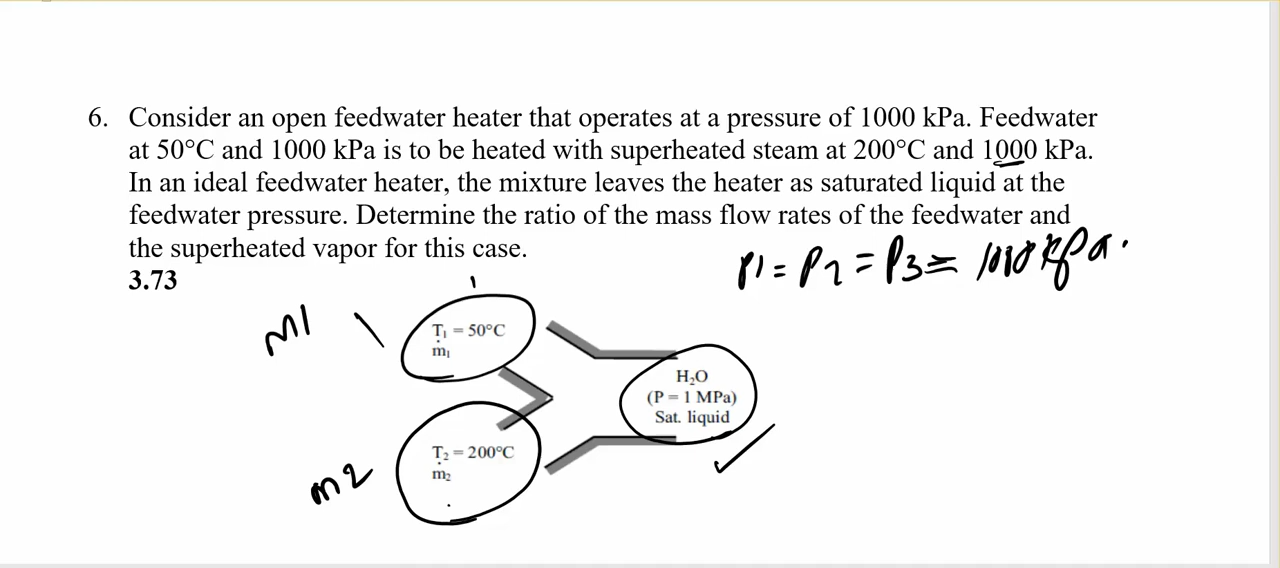 6. Consider an open feedwater heater that operates at a pressure of 1000 kPa. Feedwater
at 50°C and 1000 kPa is to be heated with superheated steam at 200°C and 1000 kPa.
In an ideal feedwater heater, the mixture leaves the heater as saturated liquid at the
feedwater pressure. Determine the ratio of the mass flow rates of the feedwater and
the superheated vapor for this case.
3.73
P1 = P2 = P3 =
kPa.
m1
1
T₁ = 50°C
ṁ₁
H₂O
(P = 1 MPa)
Sat. liquid
m2
T₂ = 200°C
ṁ₂